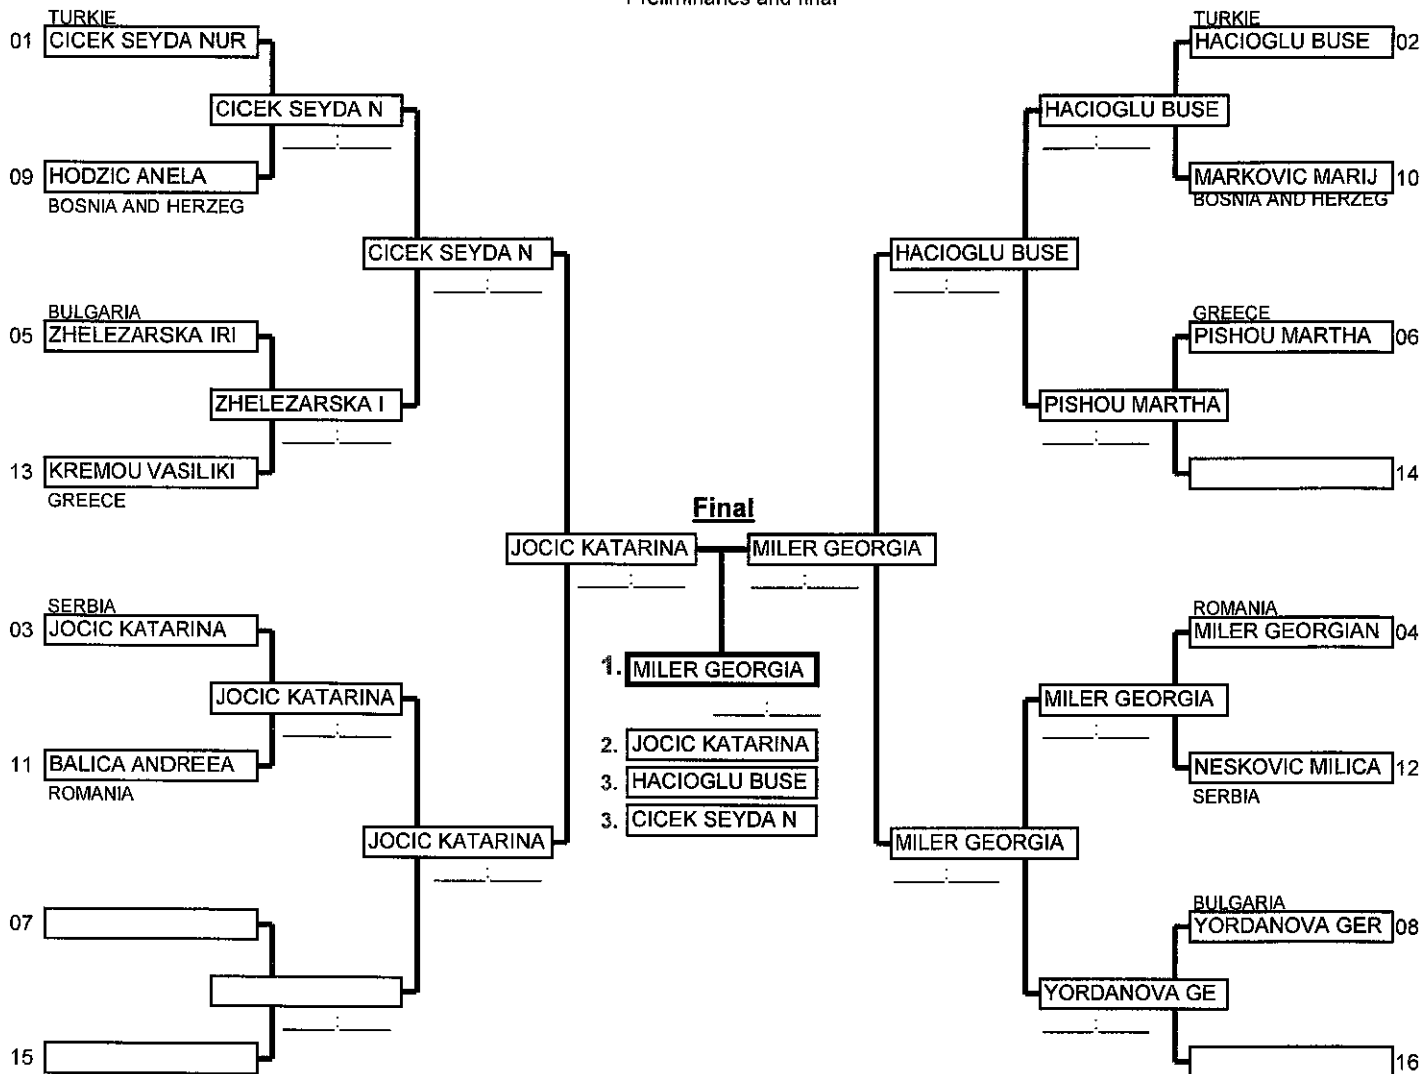 Preliminaries and final
TURKIE
01 CICEK SEYDA NUR
CICEK SEYDA N
09 HODZIC ANELA
BOSNIA AND HERZEG
CICEK SEYDA N
BULGARIA
05 ZHELEZARSKA IRI
ZHELEZARSKA I
13 KREMOU VASILIKI
GREECE
JOCIC KATARINA
SERBIA
03 JOCIC KATARINA
JOCIC KATARINA
11 BALICA ANDREEA
ROMANIA
JOCIC KATARINA
07
15
Final
1. MILER GEORGIA
2. JOCIC KATARINA
3. HACIOGLU BUSE
3. CICEK SEYDA N
TURKIE
HACIOGLU BUSE 02
HACIOGLU BUSE
MARKOVIC MARIJ 10
BOSNIA AND HERZEG
HACIOGLU BUSE
GREECE
PISHOU MARTHA 06
PISHOU MARTHA
14
MILER GEORGIA
ROMANIA
MILER GEORGIAN 04
MILER GEORGIA
NESKOVIC MILICA 12
SERBIA
MILER GEORGIA
BULGARIA
YORDANOVA GER 08
YORDANOVA GE
16